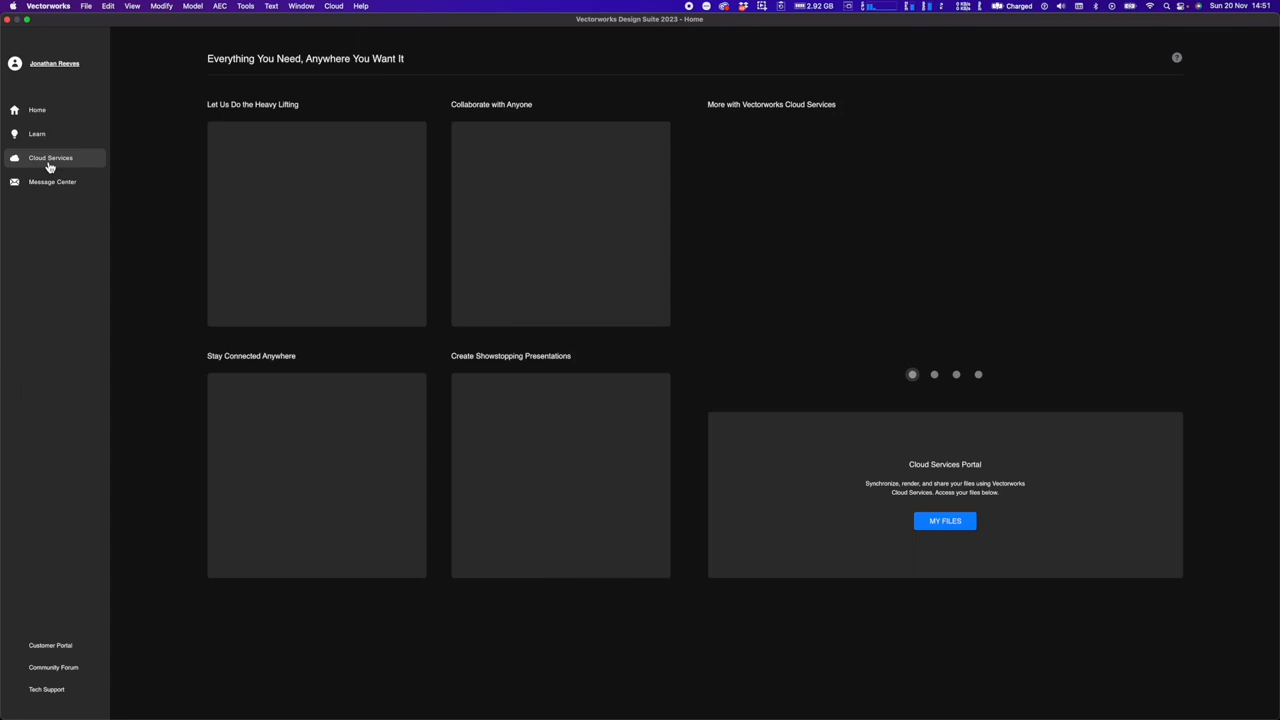 Vectorworks File Edit View Modify Model AEC Tools Text Window Cloud Help 2.92 GB Charged Sun 20 Nov 14:51
Vectorworks Design Suite 2023 - Home
Jonathan Reeves
Home
Learn
Cloud Services
Message Center
Customer Portal
Community Forum
Tech Support
Everything You Need, Anywhere You Want It
?
Let Us Do the Heavy Lifting
Collaborate with Anyone
More with Vectorworks Cloud Services
Stay Connected Anywhere
Create Showstopping Presentations
Cloud Services Portal
Synchronize, render, and share your files using Vectorworks
Cloud Services. Access your files below.
MY FILES